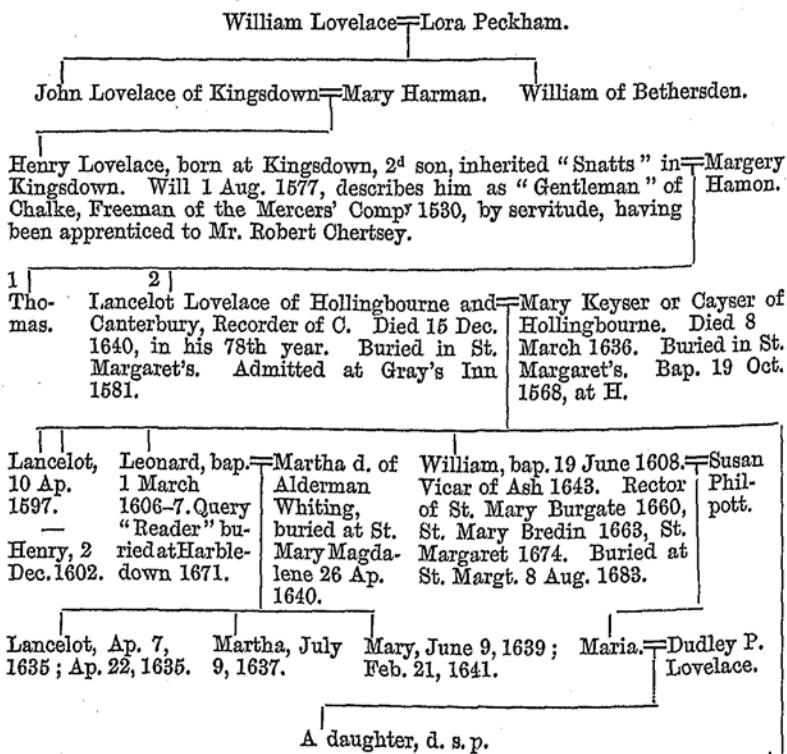 William Lovelace=Lora Peckham.
John Lovelace of Kingsdown=Mary Harman. William of Bethersden.
Henry Lovelace, born at Kingsdown, 2ᵈ son, inherited “Snatts” in=Margery
Kingsdown. Will 1 Aug. 1577, describes him as “Gentleman” of Hamon.
Chalke, Freeman of the Mercers’ Compʸ 1530, by servitude, having
been apprenticed to Mr. Robert Chertsey.
1 2
Tho-
mas.
Lancelot Lovelace of Hollingbourne and=
Canterbury, Recorder of C. Died 15 Dec.
1640, in his 78th year. Buried in St.
Margaret’s. Admitted at Gray’s Inn
1581.
Mary Keyser or Cayser of
Hollingbourne. Died 8
March 1636. Buried in St.
Margaret’s. Bap. 19 Oct.
1568, at H.
Lancelot,
10 Ap.
1597.
—
Henry, 2
Dec. 1602.
Leonard, bap.=
1 March
1606-7. Query
“Reader” bu-
ried at Harble-
down 1671.
Martha d. of
Alderman
Whiting,
buried at St.
Mary Magda-
lene 26 Ap.
1640.
William, bap. 19 June 1608.=
Vicar of Ash 1643. Rector
of St. Mary Burgate 1660,
St. Mary Bredin 1663, St.
Margaret 1674. Buried at
St. Margt. 8 Aug. 1683.
Susan
Phil-
pott.
Lancelot, Ap. 7,
1635; Ap. 22, 1635.
Martha, July
9, 1637.
Mary, June 9, 1639;
Feb. 21, 1641.
Maria.=Dudley P.
Lovelace.
A daughter, d. s. p.